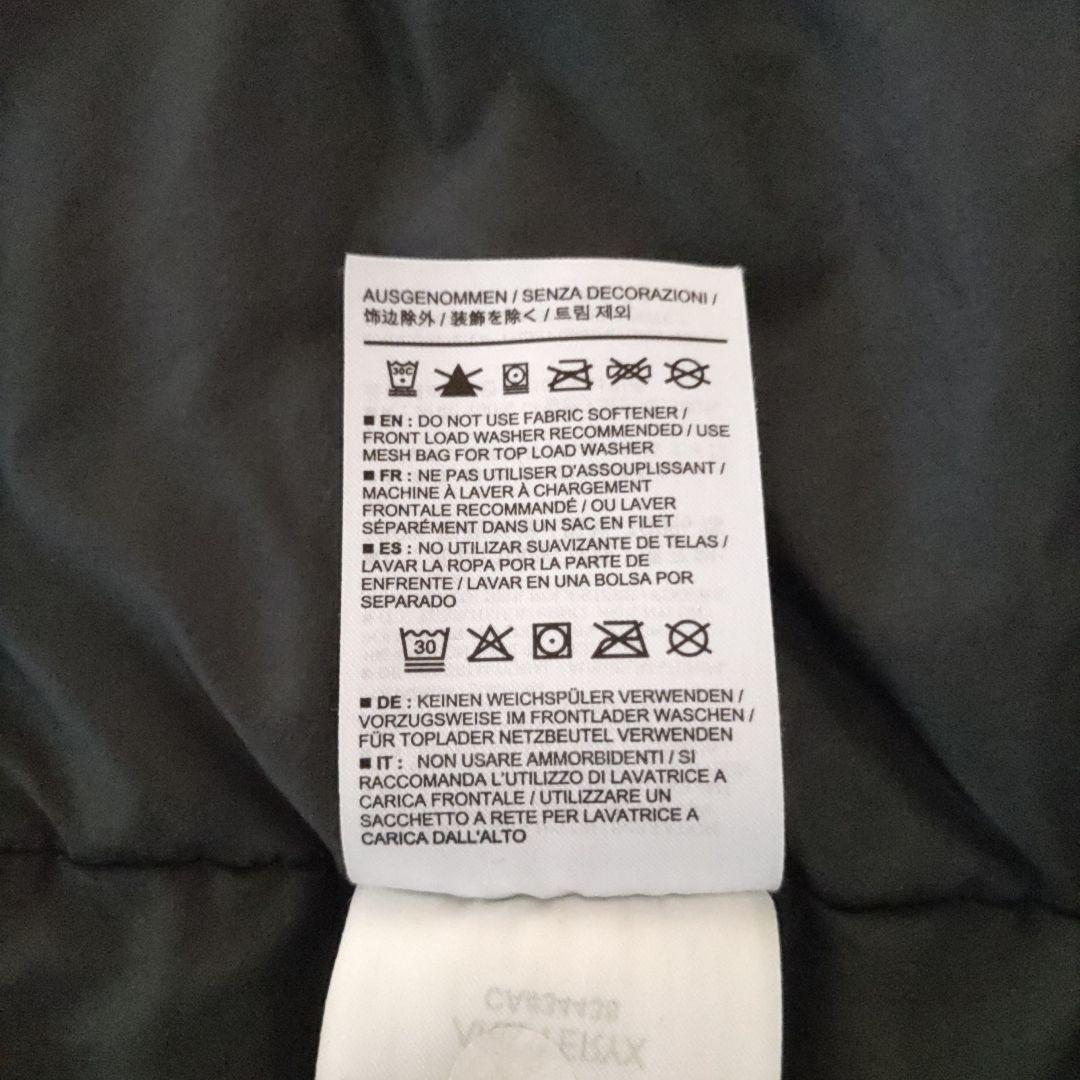 AUSGENOMMEN / SENZA DECORAZIONI /
饰边除外 / 装飾を除く / 트림 제외
30C
■ EN : DO NOT USE FABRIC SOFTENER /
FRONT LOAD WASHER RECOMMENDED / USE
MESH BAG FOR TOP LOAD WASHER
■ FR : NE PAS UTILISER D'ASSOUPLISSANT /
MACHINE À LAVER À CHARGEMENT
FRONTALE RECOMMANDÉ / OU LAVER
SÉPARÉMENT DANS UN SAC EN FILET
■ ES : NO UTILIZAR SUAVIZANTE DE TELAS /
LAVAR LA ROPA POR LA PARTE DE
ENFRENTE / LAVAR EN UNA BOLSA POR
SEPARADO
30
■ DE : KEINEN WEICHSPÜLER VERWENDEN /
VORZUGSWEISE IM FRONTLADER WASCHEN /
FÜR TOPLADER NETZBEUTEL VERWENDEN
■ IT : NON USARE AMMORBIDENTI / SI
RACCOMANDA L'UTILIZZO DI LAVATRICE A
CARICA FRONTALE / UTILIZZARE UN
SACCHETTO A RETE PER LAVATRICE A
CARICA DALL'ALTO
CA#34438